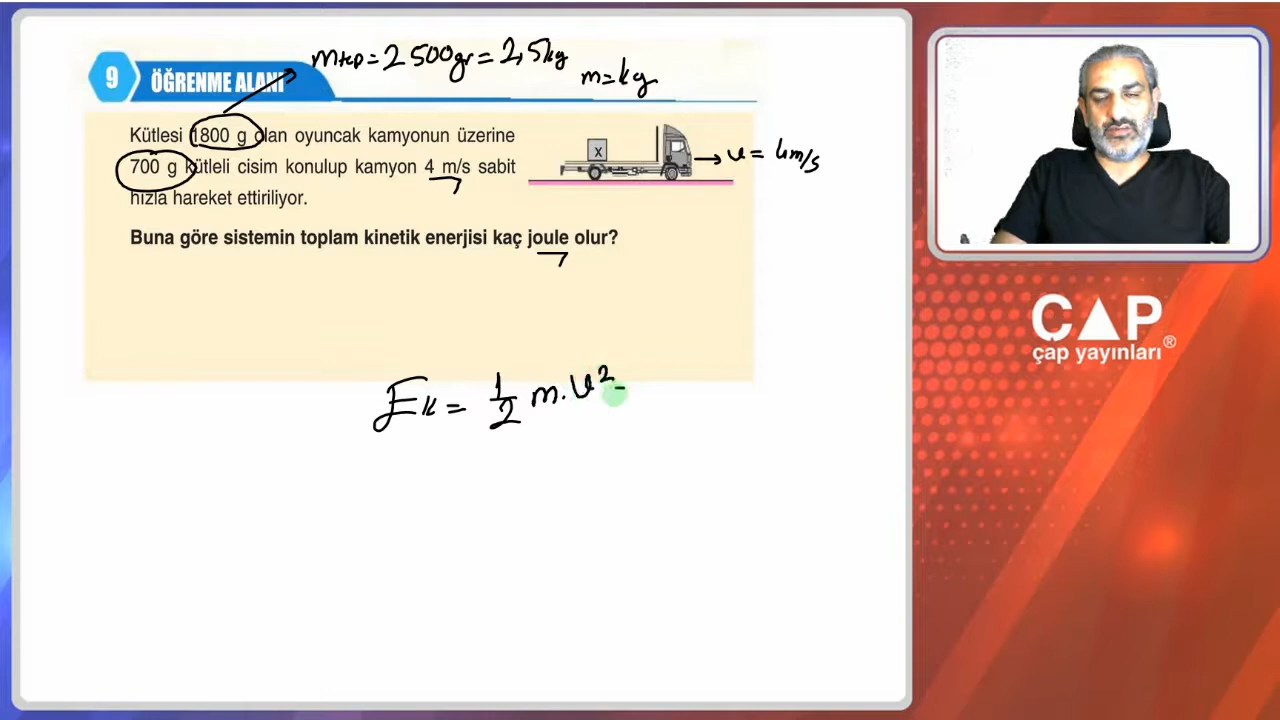 m top = 2500gr = 2,5kg
m = kg
9 ÖĞRENME ALANI
Kütlesi 1800 g olan oyuncak kamyonun üzerine
700 g kütleli cisim konulup kamyon 4 m/s sabit
hızla hareket ettiriliyor.
X
υ = 4m/s
Buna göre sistemin toplam kinetik enerjisi kaç joule olur?
Ek = 1/2 m.υ²
ÇAP
çap yayınları®